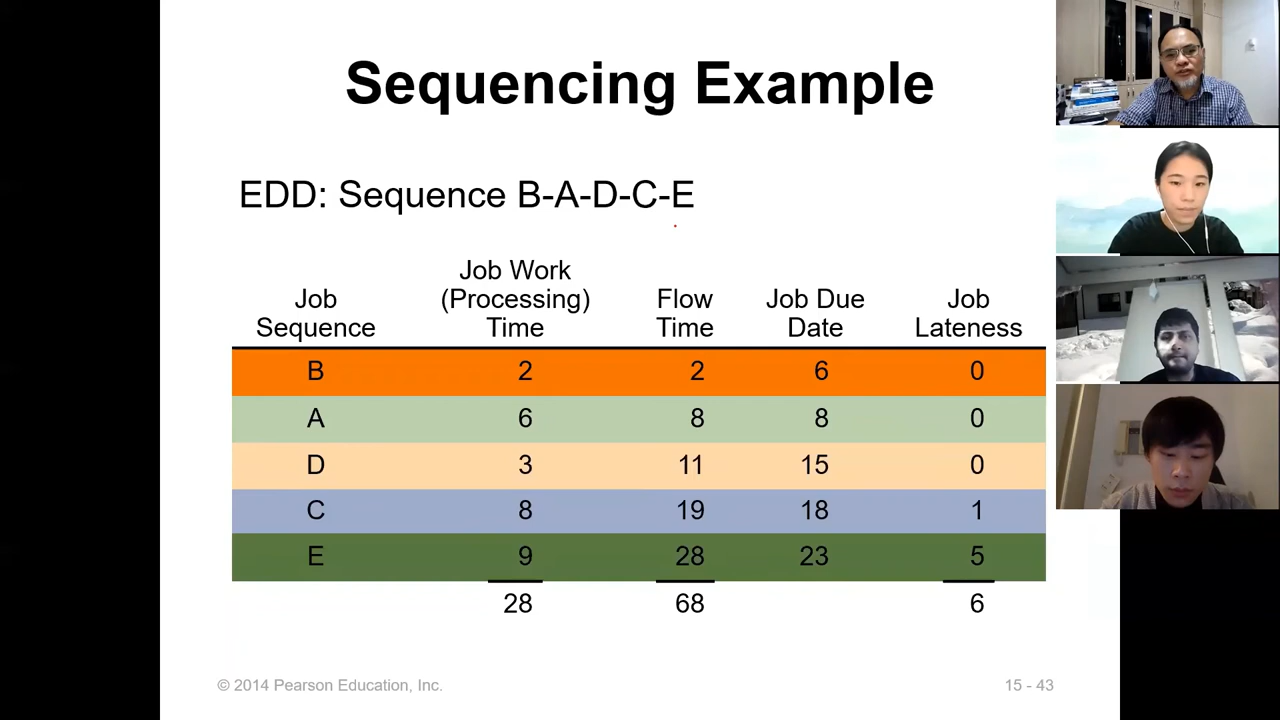 Sequencing Example
EDD: Sequence B-A-D-C-E
Job Sequence Job Work (Processing) Time Flow Time Job Due Date Job Lateness
B 2 2 6 0
A 6 8 8 0
D 3 11 15 0
C 8 19 18 1
E 9 28 23 5
28 68 6
© 2014 Pearson Education, Inc. 15 - 43